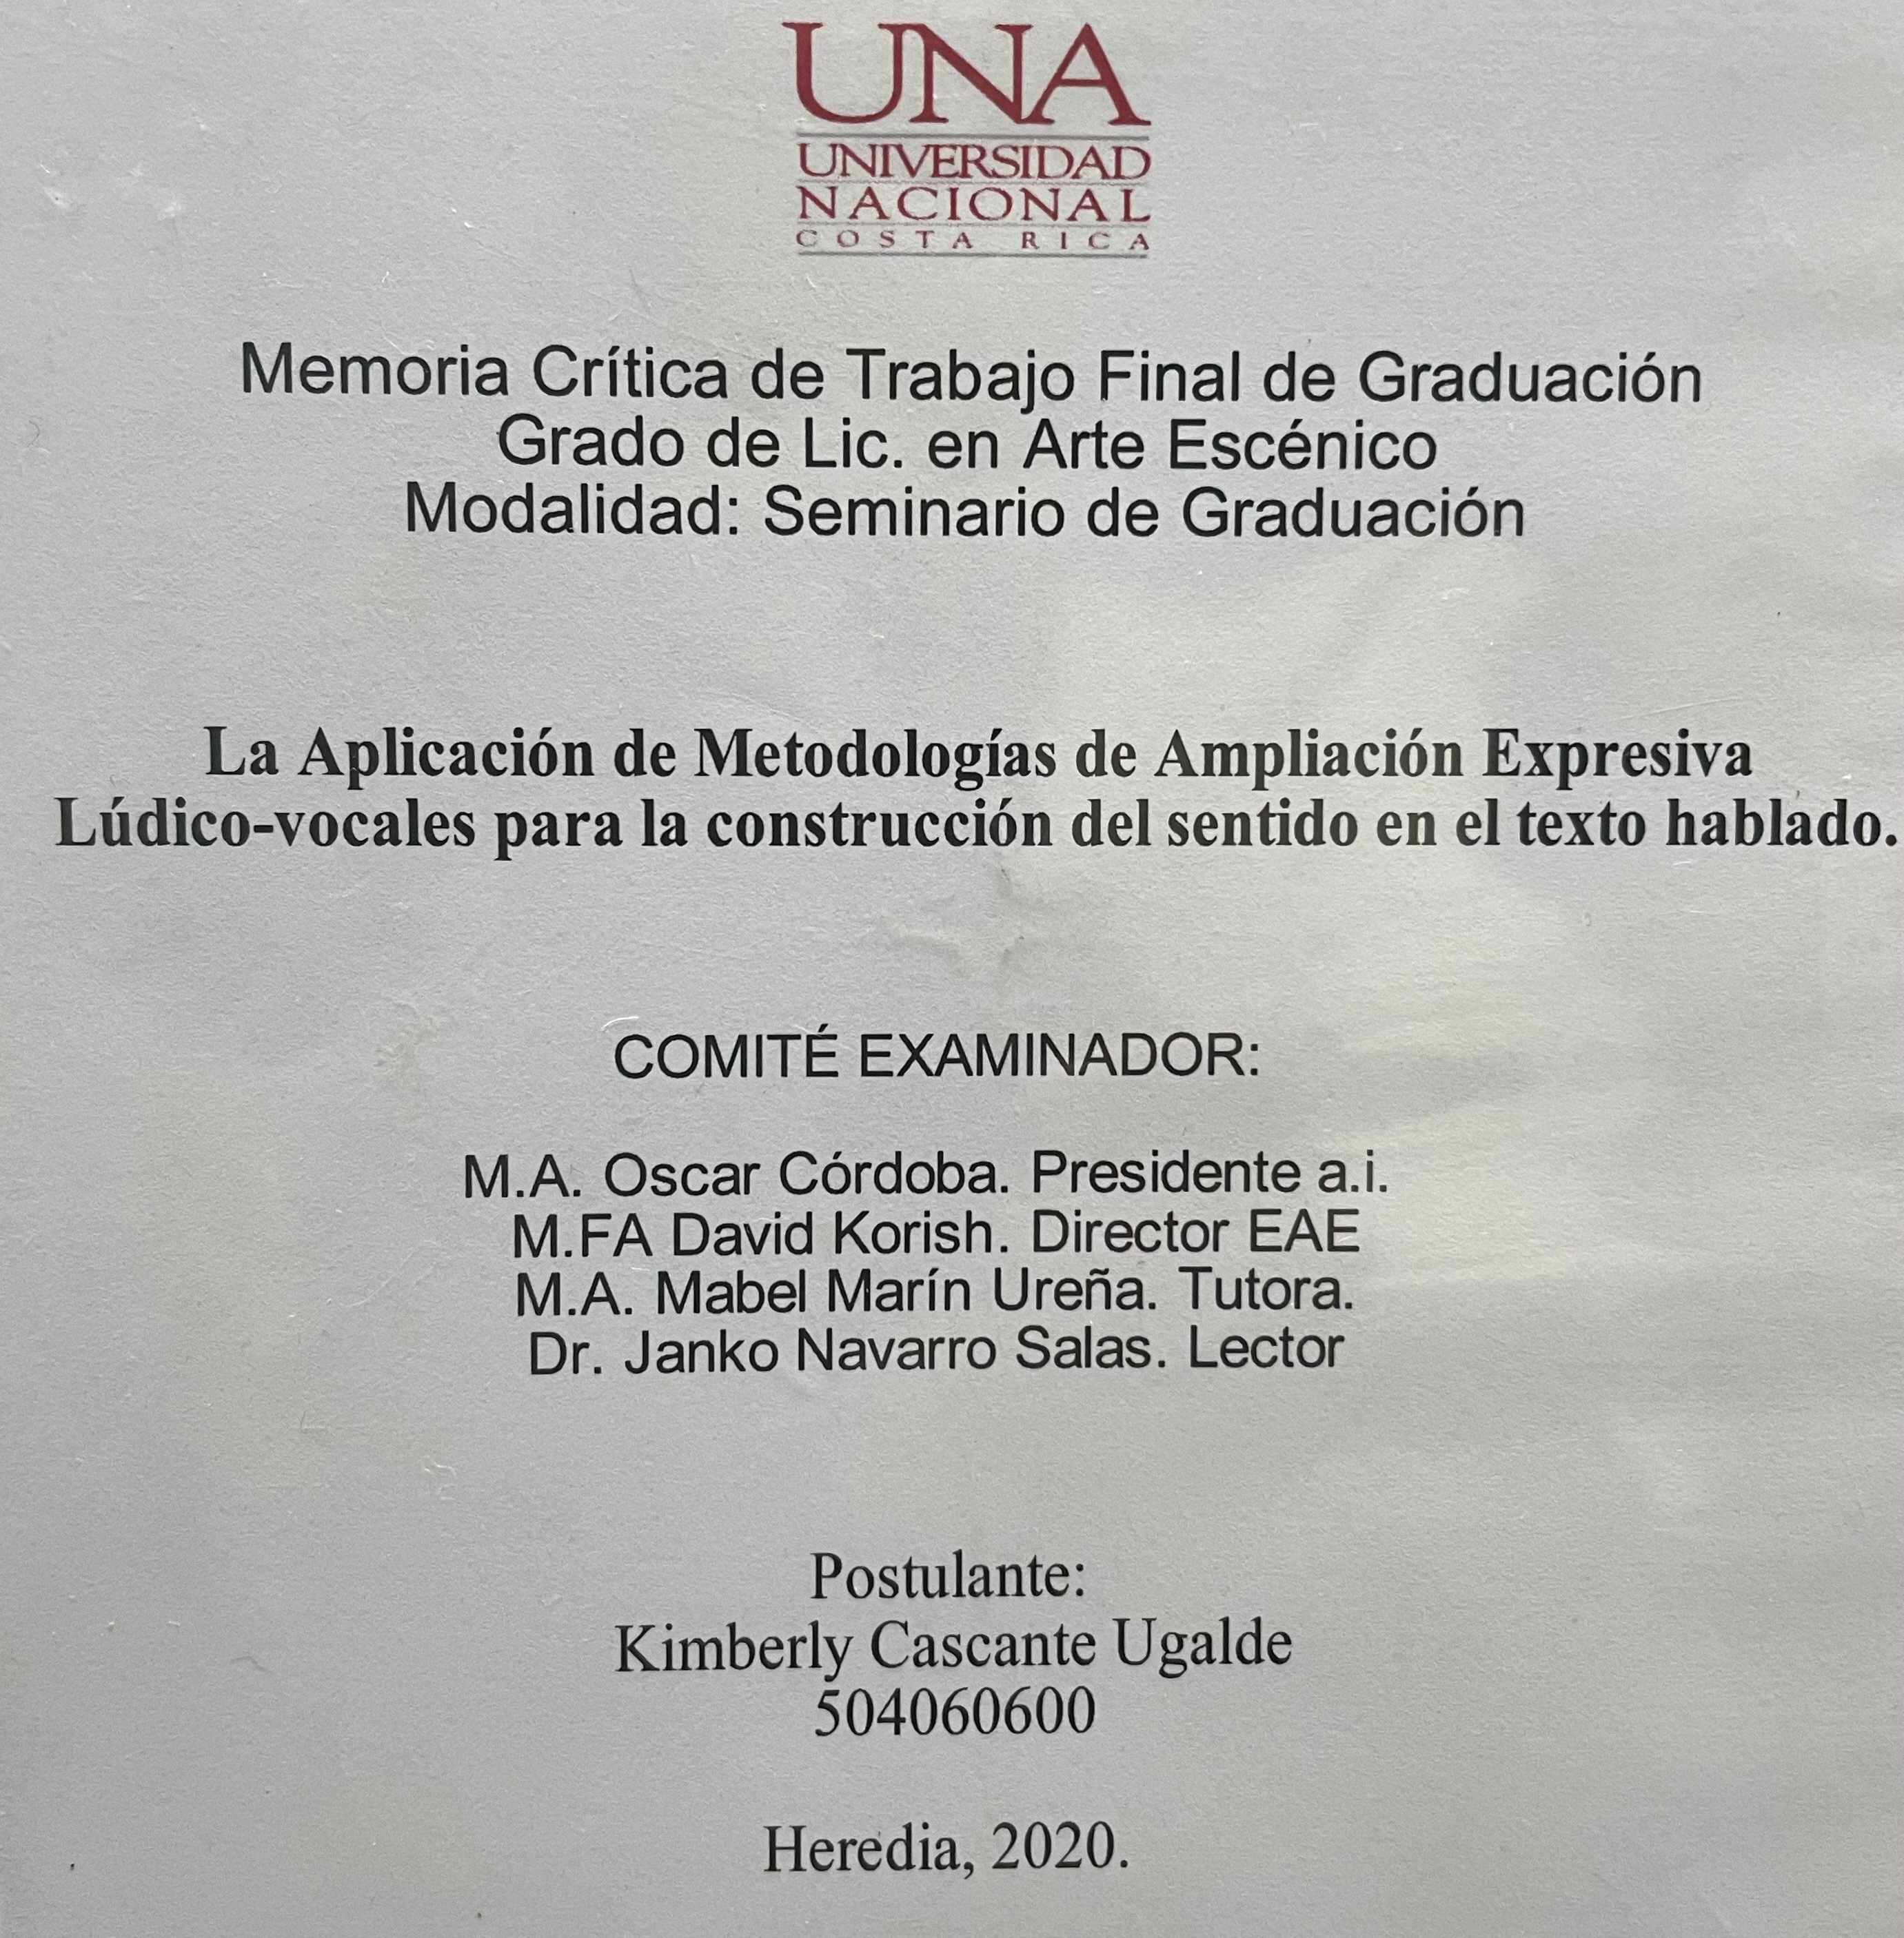 UNA
UNIVERSIDAD
NACIONAL
COSTA RICA
Memoria Crítica de Trabajo Final de Graduación
Grado de Lic. en Arte Escénico
Modalidad: Seminario de Graduación
La Aplicación de Metodologías de Ampliación Expresiva
Lúdico-vocales para la construcción del sentido en el texto hablado.
COMITÉ EXAMINADOR:
M.A. Oscar Córdoba. Presidente a.i.
M.FA David Korish. Director EAE
M.A. Mabel Marín Ureña. Tutora.
Dr. Janko Navarro Salas. Lector
Postulante:
Kimberly Cascante Ugalde
504060600
Heredia, 2020.